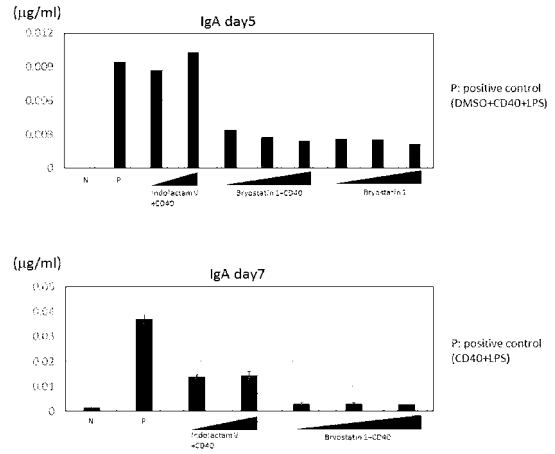 (μg/ml)
IgA day5
0.012
0.009
0.006
0.003
0
N P
Indolactam V
+CD40
Bryostatin 1+CD40
Bryostatin 1
P: positive control
(DMSO+CD40+LPS)
(μg/ml)
IgA day7
0.05
0.04
0.03
0.02
0.01
0
N P
Indolactam V
+CD40
Bryostatin 1+CD40
P: positive control
(CD40+LPS)